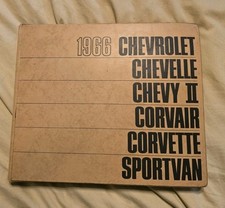 1966 CHEVROLET
CHEVELLE
CHEVY II
CORVAIR
CORVETTE
SPORTVAN